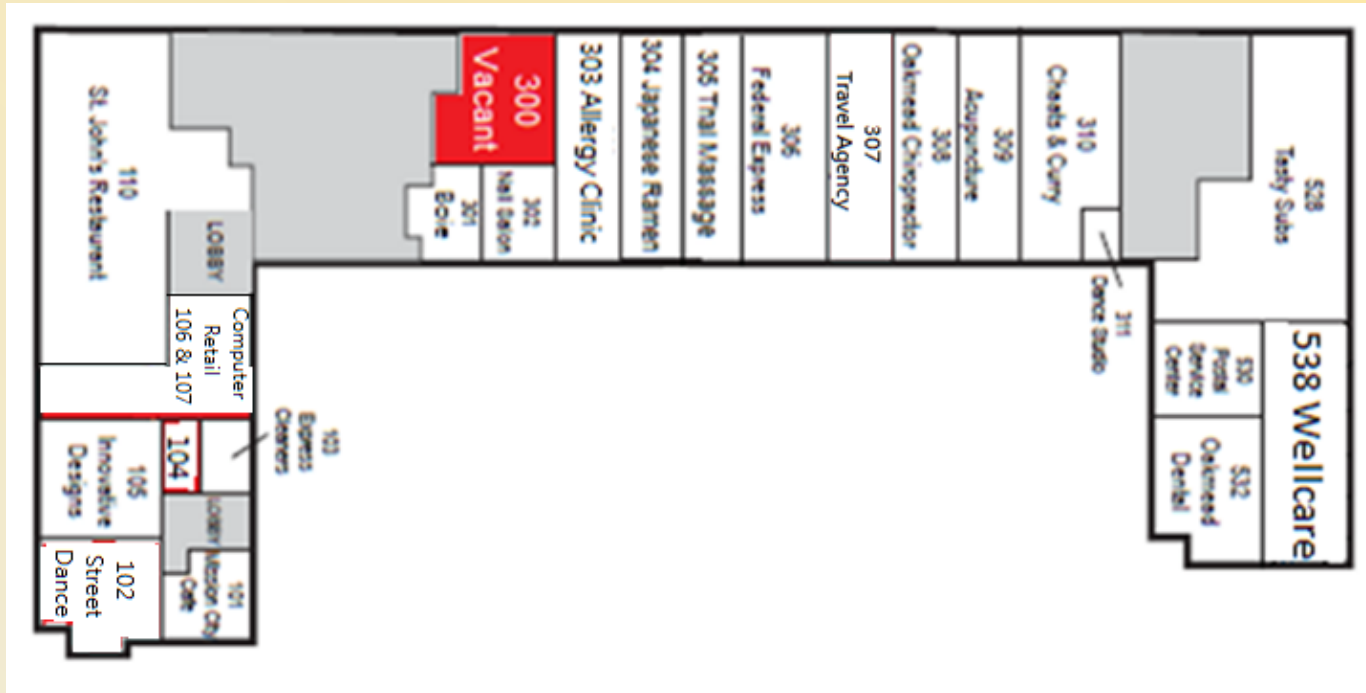 110
St. John's Restaurant
LOBBY
Computer
Retail
106 & 107
103
Express
Cleaners
104
105
Innovative
Designs
102
Street
Dance
LOBBY
101
Mission City
Cafe
300
Vacant
301
302
Nail Salon
303 Allergy Clinic
304 Japanese Ramen
305 Thai Massage
306
Federal Express
307
Travel Agency
308
Oakmead Chiropractor
309
Acupuncture
310
Chaats & Curry
311
Dance Studio
528
Tasty Subs
530
Postal
Service
Center
532
Oakmead
Dental
538 Wellcare